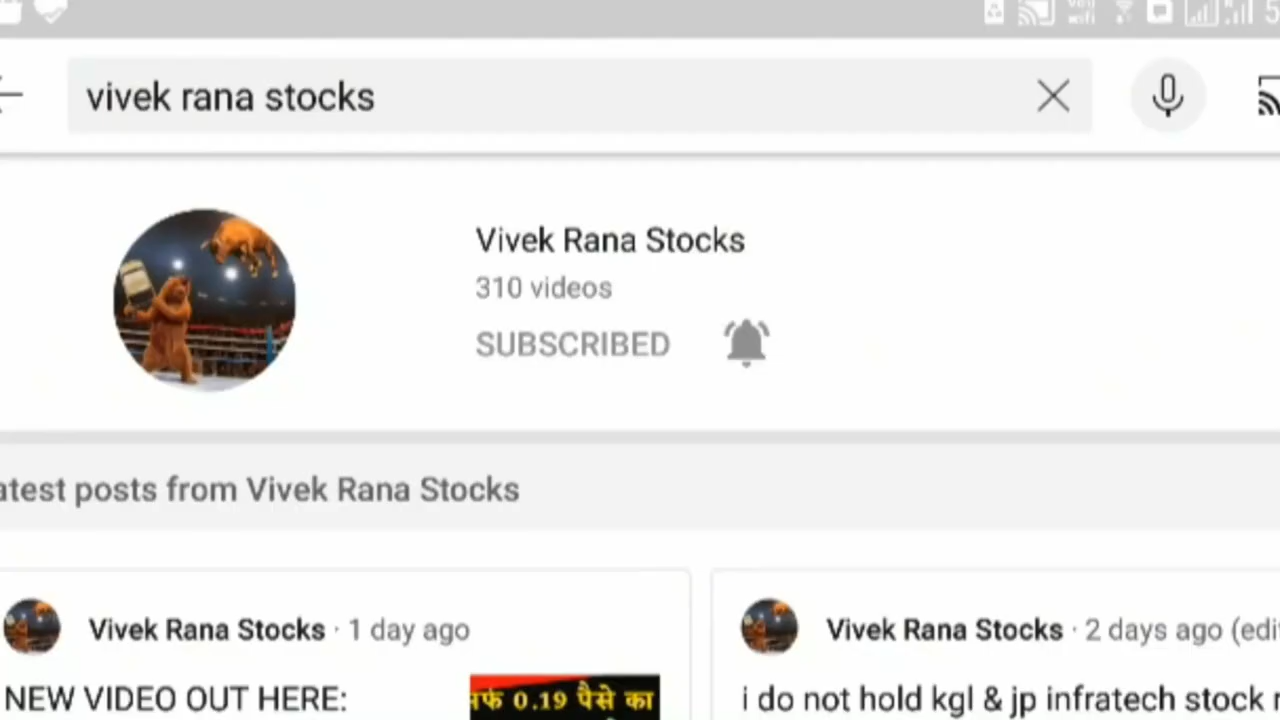 vivek rana stocks
Vivek Rana Stocks
310 videos
SUBSCRIBED
atest posts from Vivek Rana Stocks
Vivek Rana Stocks · 1 day ago
NEW VIDEO OUT HERE:
0.19 पैसे का
Vivek Rana Stocks · 2 days ago
i do not hold kgl & jp infratech stock